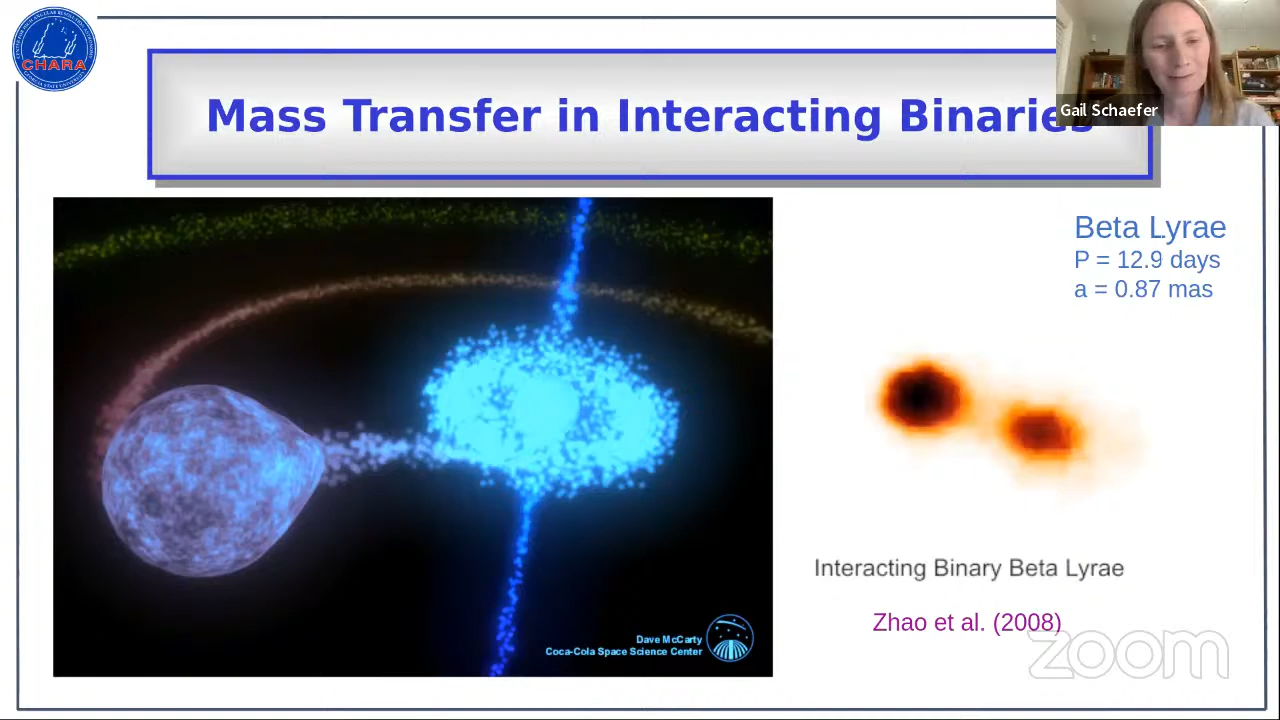 CHARA
Mass Transfer in Interacting Binaries
Gail Schaefer
Beta Lyrae
P = 12.9 days
a = 0.87 mas
Interacting Binary Beta Lyrae
Zhao et al. (2008)
Dave McCarty
Coca-Cola Space Science Center
zoom